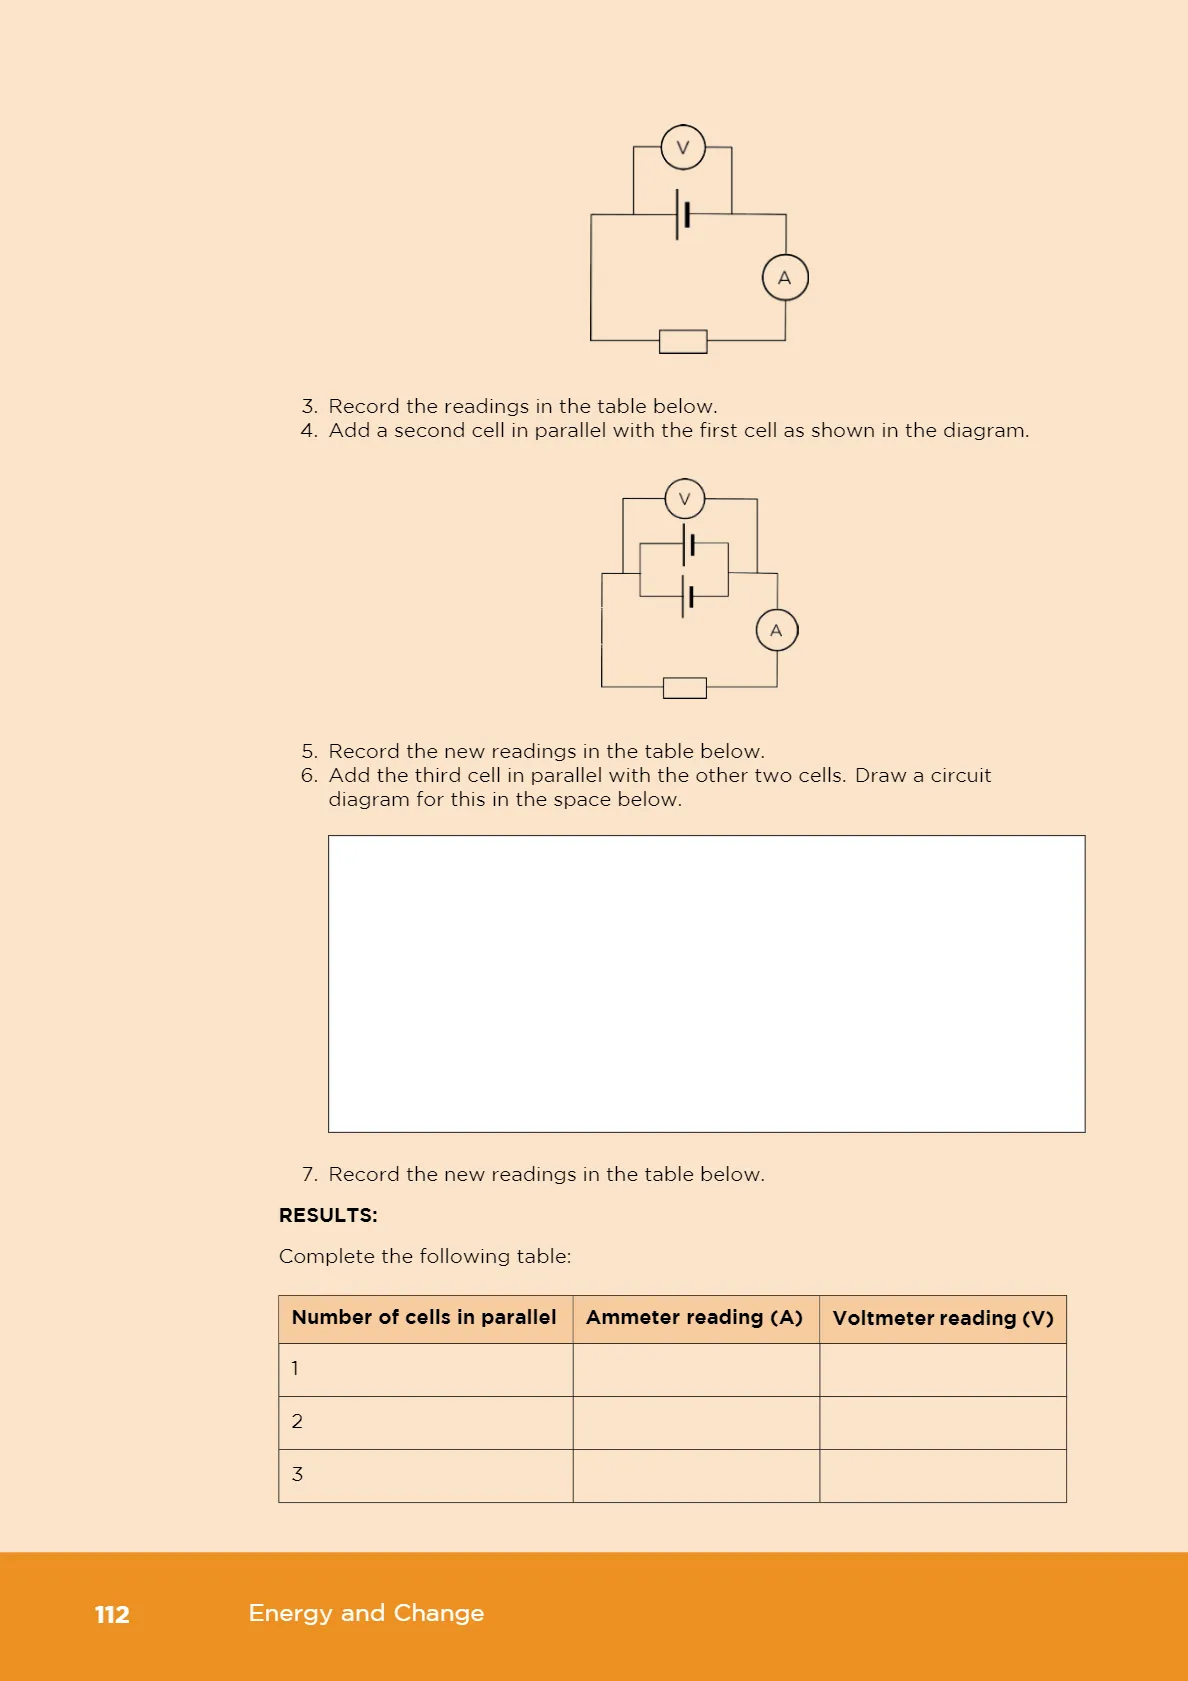 V
A
3. Record the readings in the table below.
4. Add a second cell in parallel with the first cell as shown in the diagram.
V
A
5. Record the new readings in the table below.
6. Add the third cell in parallel with the other two cells. Draw a circuit
diagram for this in the space below.
7. Record the new readings in the table below.
RESULTS:
Complete the following table:
Number of cells in parallel Ammeter reading (A) Voltmeter reading (V)
1
2
3
112 Energy and Change